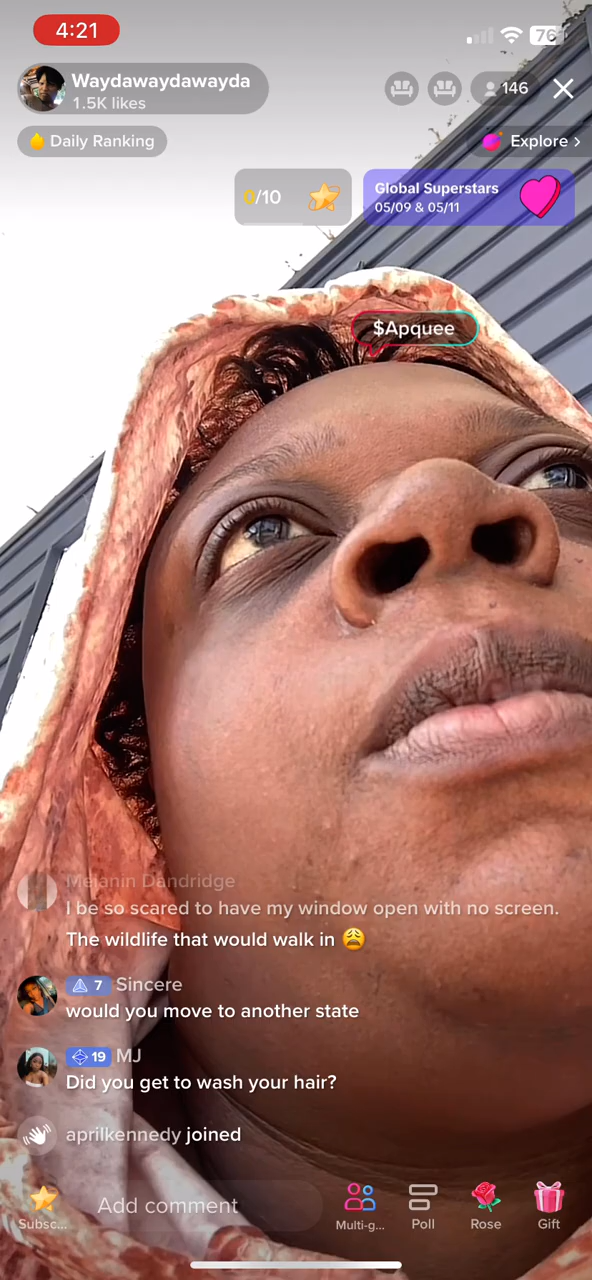 4:21
76
Waydawaydawayda
1.5K likes
146
Daily Ranking
Explore >
0/10
Global Superstars
05/09 & 05/11
$Apquee
Melanin Dandridge
I be so scared to have my window open with no screen.
The wildlife that would walk in 😩
7 Sincere
would you move to another state
19 MJ
Did you get to wash your hair?
aprilkennedy joined
Subsc...
Add comment
Multi-g...
Poll
Rose
Gift